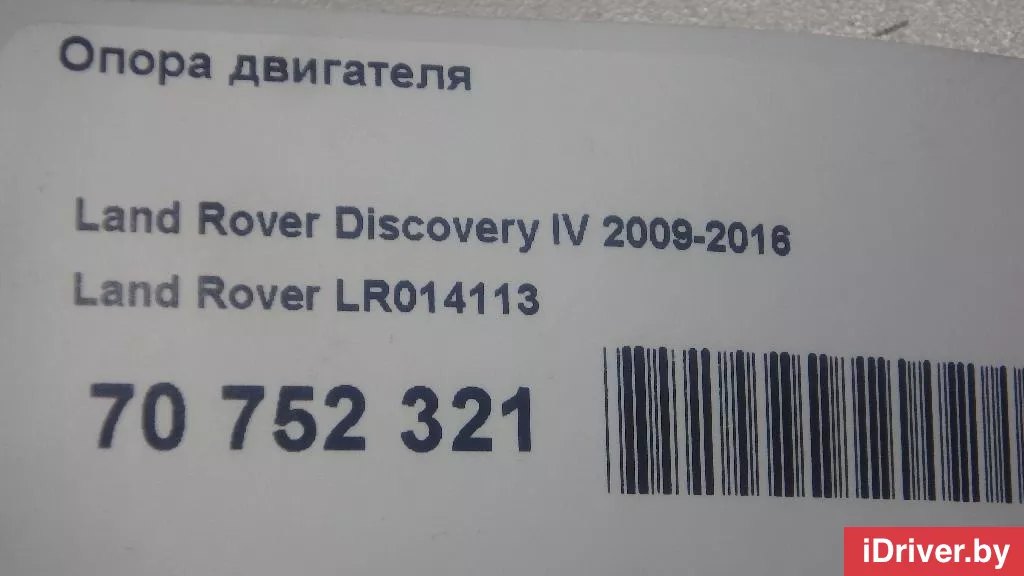 Опора двигателя
Land Rover Discovery IV 2009-2016
Land Rover LR014113
70 752 321
iDriver.by